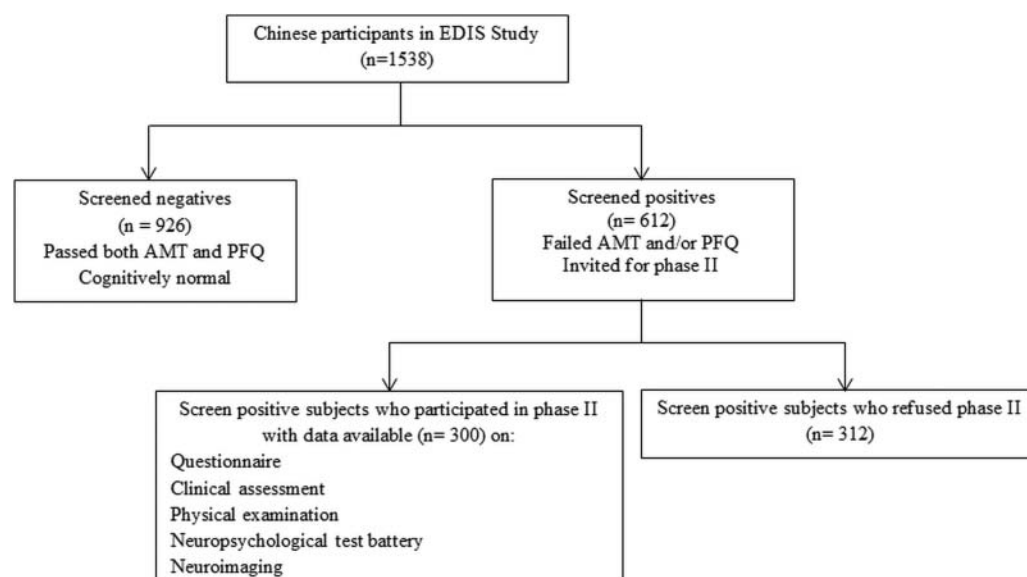 Chinese participants in EDIS Study
(n=1538)
Screened negatives
(n = 926)
Passed both AMT and PFQ
Cognitively normal
Screened positives
(n= 612)
Failed AMT and/or PFQ
Invited for phase II
Screen positive subjects who participated in phase II
with data available (n= 300) on:
Questionnaire
Clinical assessment
Physical examination
Neuropsychological test battery
Neuroimaging
Screen positive subjects who refused phase II
(n= 312)